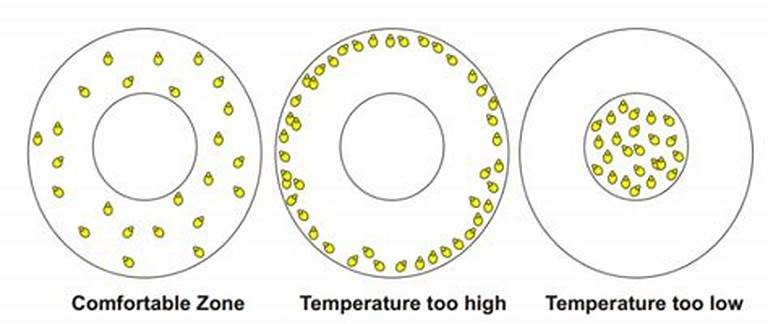 Comfortable Zone
Temperature too high
Temperature too low